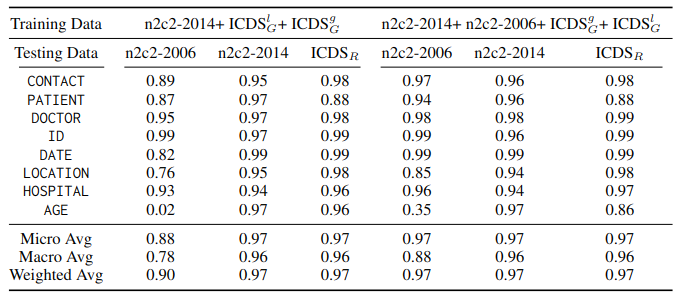 Training Data n2c2-2014+ ICDS^l_G+ ICDS^g_G n2c2-2014+ n2c2-2006+ ICDS^g_G+ ICDS^l_G
Testing Data n2c2-2006 n2c2-2014 ICDS_R n2c2-2006 n2c2-2014 ICDS_R
CONTACT 0.89 0.95 0.98 0.97 0.96 0.98
PATIENT 0.87 0.97 0.88 0.94 0.96 0.88
DOCTOR 0.95 0.97 0.98 0.98 0.98 0.99
ID 0.99 0.97 0.99 0.99 0.96 0.99
DATE 0.82 0.99 0.99 0.99 0.99 0.99
LOCATION 0.76 0.95 0.98 0.85 0.94 0.98
HOSPITAL 0.93 0.94 0.96 0.96 0.94 0.97
AGE 0.02 0.97 0.96 0.35 0.97 0.86
Micro Avg 0.88 0.97 0.97 0.97 0.97 0.97
Macro Avg 0.78 0.96 0.96 0.88 0.96 0.96
Weighted Avg 0.90 0.97 0.97 0.97 0.97 0.97